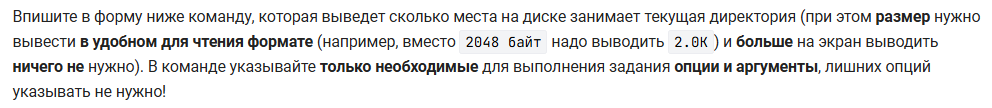 Впишите в форму ниже команду, которая выведет сколько места на диске занимает текущая директория (при этом размер нужно
вывести в удобном для чтения формате (например, вместо 2048 байт надо выводить 2.0K ) и больше на экран выводить
ничего не нужно). В команде указывайте только необходимые для выполнения задания опции и аргументы, лишних опций
указывать не нужно!